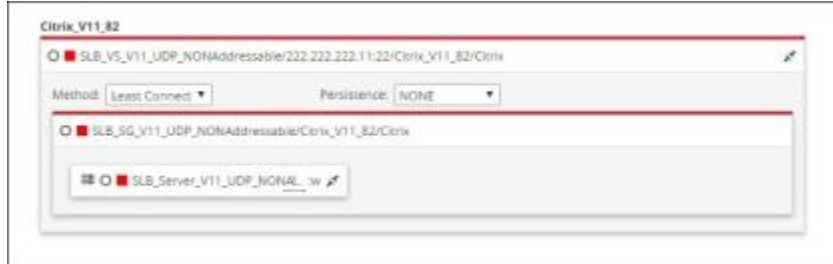 Citrix_V11_82
SLB_VS_V11_UDP_NONAddressable/222.222.222.11:22/Citrix_V11_82/Citrix
Method: Least Connect Persistence: NONE
SLB_SG_V11_UDP_NONAddressable/Citrix_V11_82/Citrix
SLB_Server_V11_UDP_NONAL.